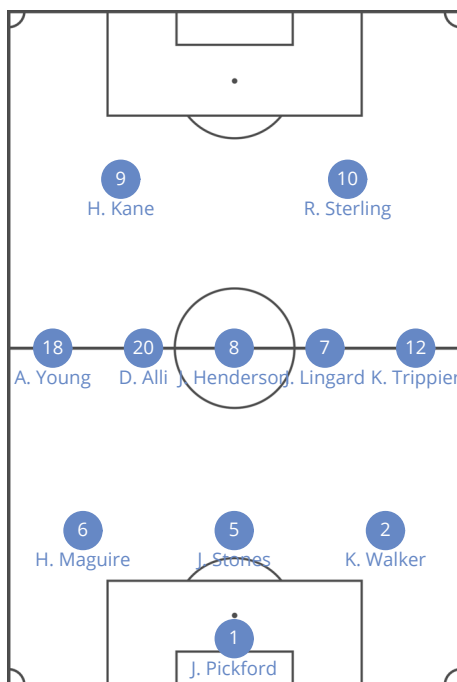 9
10
H. Kane
R. Sterling
18
20
8
7
12
A. Young
D. Alli
J. Henderson
J. Lingard
K. Trippier
6
5
2
H. Maguire
J. Stones
K. Walker
1
J. Pickford